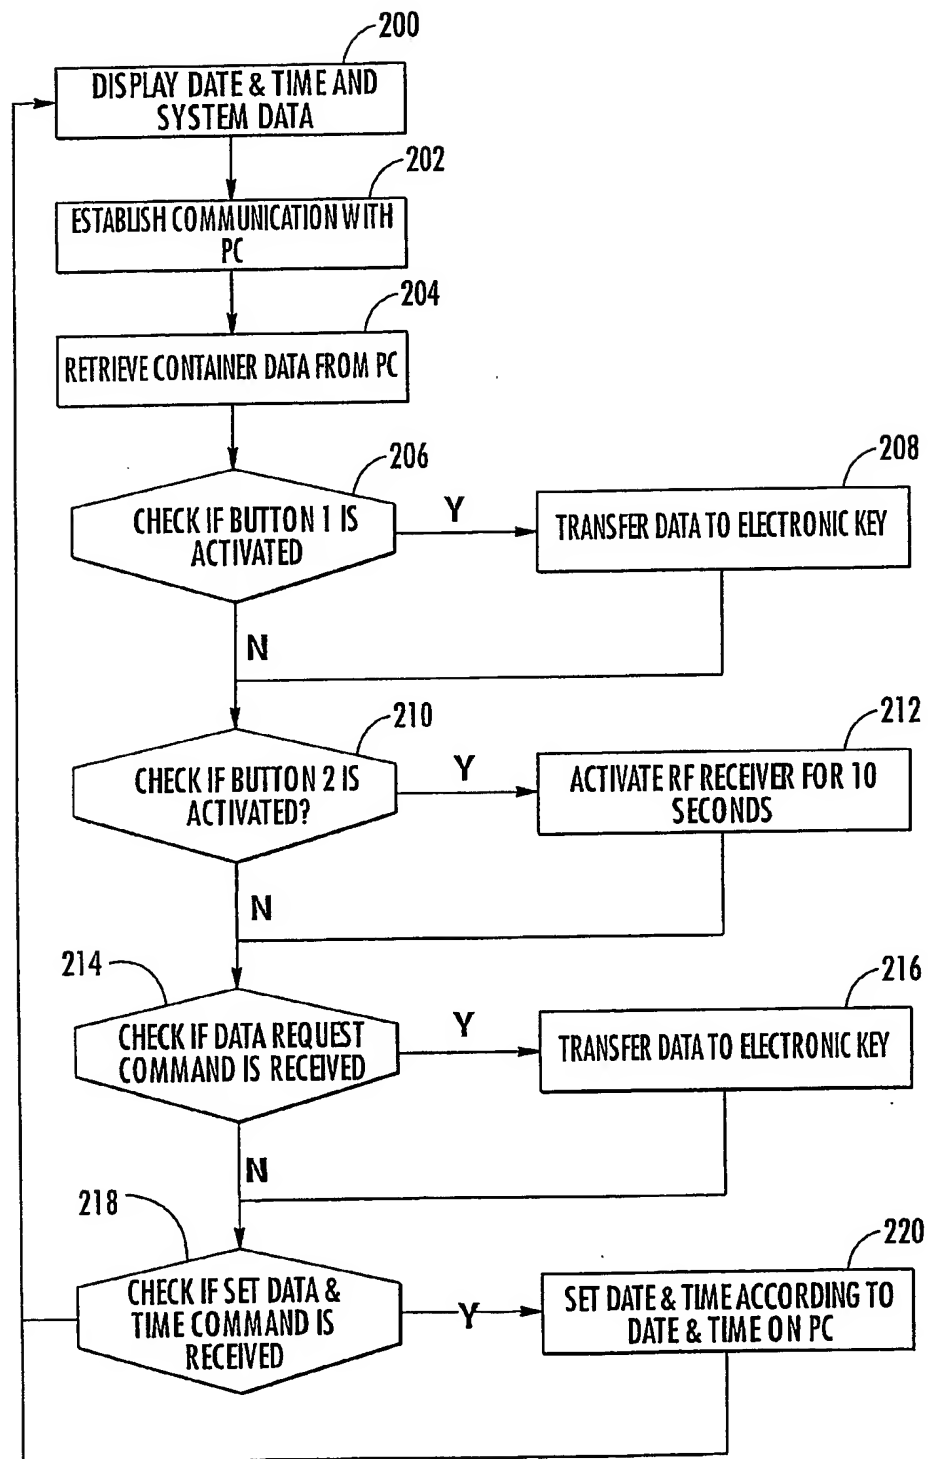 200
DISPLAY DATE & TIME AND
SYSTEM DATA
202
ESTABLISH COMMUNICATION WITH
PC
204
RETRIEVE CONTAINER DATA FROM PC
206
CHECK IF BUTTON 1 IS
ACTIVATED
Y
208
TRANSFER DATA TO ELECTRONIC KEY
N
210
CHECK IF BUTTON 2 IS
ACTIVATED?
Y
212
ACTIVATE RF RECEIVER FOR 10
SECONDS
N
214
CHECK IF DATA REQUEST
COMMAND IS RECEIVED
Y
216
TRANSFER DATA TO ELECTRONIC KEY
N
218
CHECK IF SET DATA &
TIME COMMAND IS
RECEIVED
Y
220
SET DATE & TIME ACCORDING TO
DATE & TIME ON PC